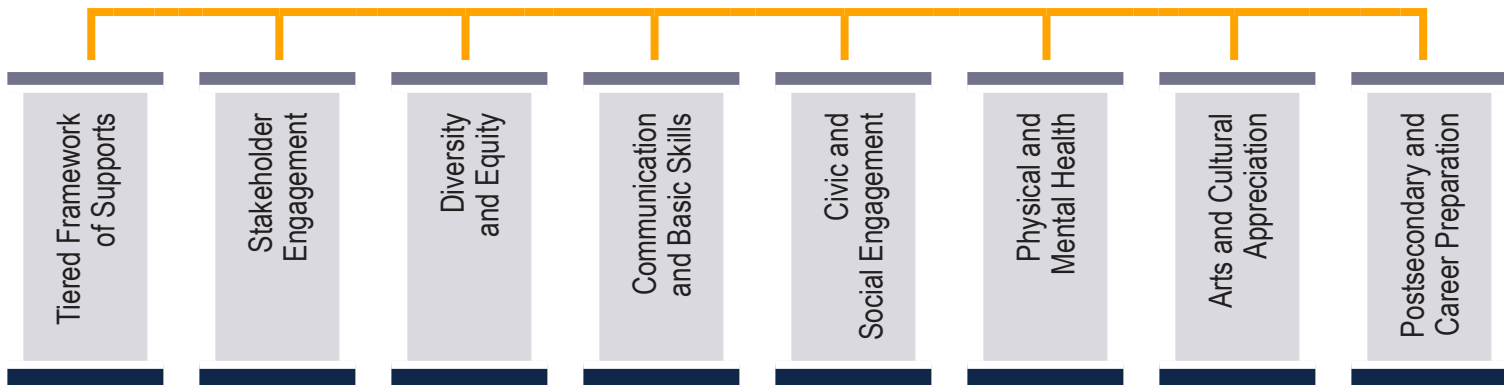 Tiered Framework
of Supports
Stakeholder
Engagement
Diversity
and Equity
Communication
and Basic Skills
Civic and
Social Engagement
Physical and
Mental Health
Arts and Cultural
Appreciation
Postsecondary and
Career Preparation